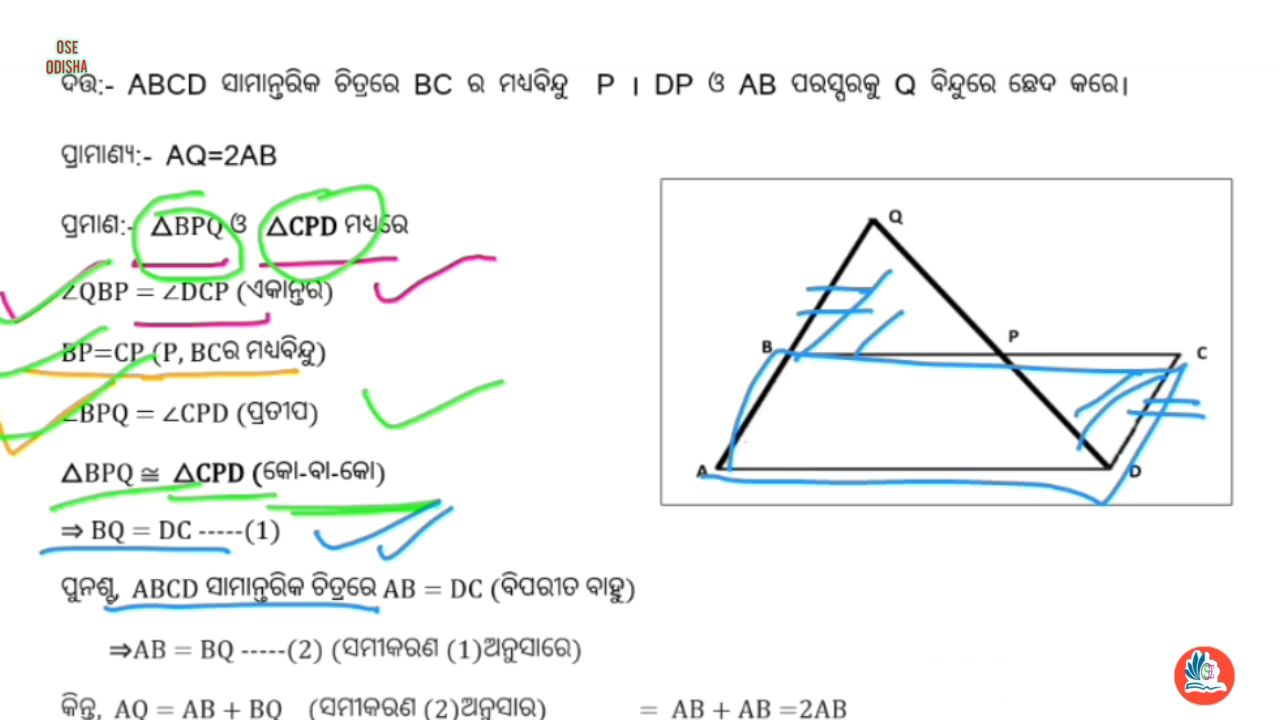 OSE
ODISHA
ଦତ୍ତ:- ABCD ସାମାନ୍ତରିକ ଚିତ୍ରରେ BC ର ମଧ୍ୟବିନ୍ଦୁ P । DP ଓ AB ପରସ୍ପରକୁ Q ବିନ୍ଦୁରେ ଛେଦ କରେ।
ପ୍ରାମାଣ୍ୟ:- AQ=2AB
ପ୍ରମାଣ:- △BPQ ଓ △CPD ମଧ୍ୟରେ
∠QBP = ∠DCP (ଏକାନ୍ତର)
BP=CP (P, BCର ମଧ୍ୟବିନ୍ଦୁ)
∠BPQ = ∠CPD (ପ୍ରତୀପ)
△BPQ ≅ △CPD (କୋ-ବା-କୋ)
⇒ BQ = DC -----(1)
ପୁନଶ୍ଚ, ABCD ସାମାନ୍ତରିକ ଚିତ୍ରରେ AB = DC (ବିପରୀତ ବାହୁ)
⇒AB = BQ -----(2) (ସମୀକରଣ (1)ଅନୁସାରେ)
କିନ୍ତୁ, AQ = AB + BQ (ସମୀକରଣ (2)ଅନୁସାର) = AB + AB =2AB
Q
P
B
C
A
D